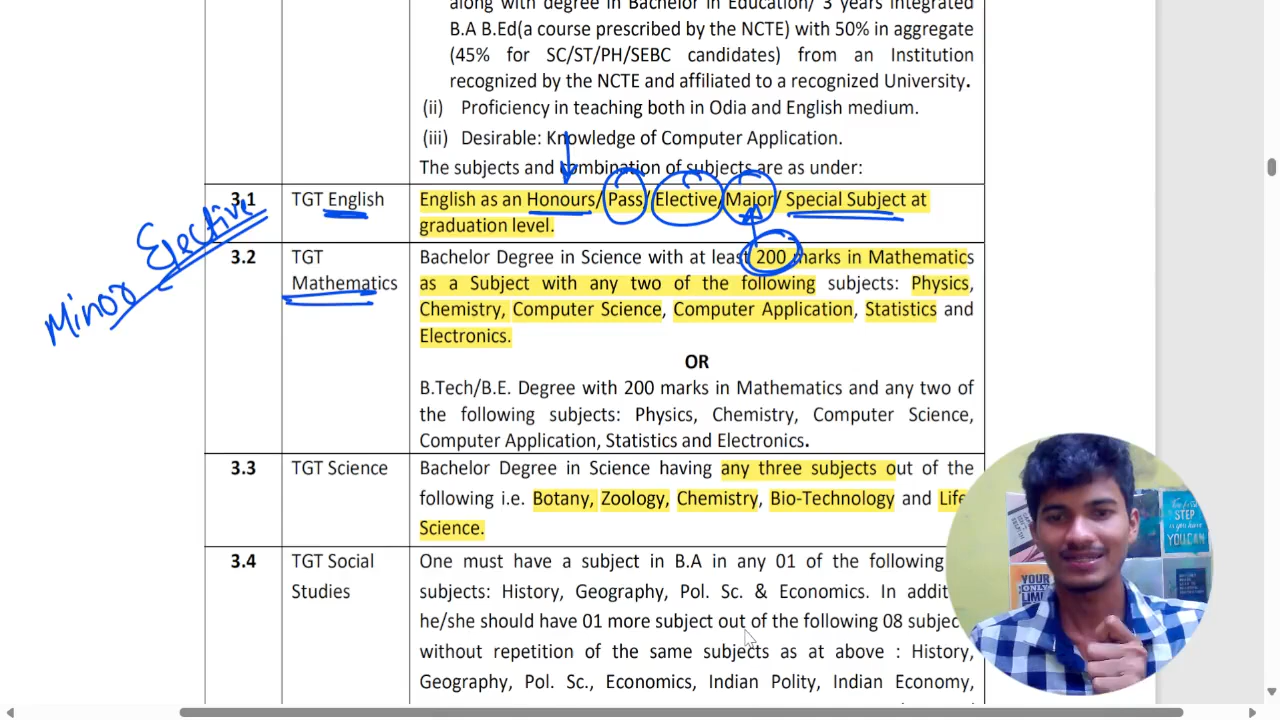 along with degree in Bachelor in Education/ 3 years integrated
B.A B.Ed(a course prescribed by the NCTE) with 50% in aggregate
(45% for SC/ST/PH/SEBC candidates) from an Institution
recognized by the NCTE and affiliated to a recognized University.
(ii) Proficiency in teaching both in Odia and English medium.
(iii) Desirable: Knowledge of Computer Application.
The subjects and combination of subjects are as under:
3.1 TGT English English as an Honours/ Pass/ Elective/ Major/ Special Subject at
graduation level.
Minor Elective
3.2 TGT Bachelor Degree in Science with at least 200 marks in Mathematics
Mathematics as a Subject with any two of the following subjects: Physics,
Chemistry, Computer Science, Computer Application, Statistics and
Electronics.
OR
B.Tech/B.E. Degree with 200 marks in Mathematics and any two of
the following subjects: Physics, Chemistry, Computer Science,
Computer Application, Statistics and Electronics.
3.3 TGT Science Bachelor Degree in Science having any three subjects out of the
following i.e. Botany, Zoology, Chemistry, Bio-Technology and Life
Science.
3.4 TGT Social One must have a subject in B.A in any 01 of the following
Studies subjects: History, Geography, Pol. Sc. & Economics. In
he/she should have 01 more subject out of the following 08
without repetition of the same subjects as at above : History,
Geography, Pol. Sc., Economics, Indian Polity, Indian Economy,
STEP
YOU CAN
YOUR
ONLY